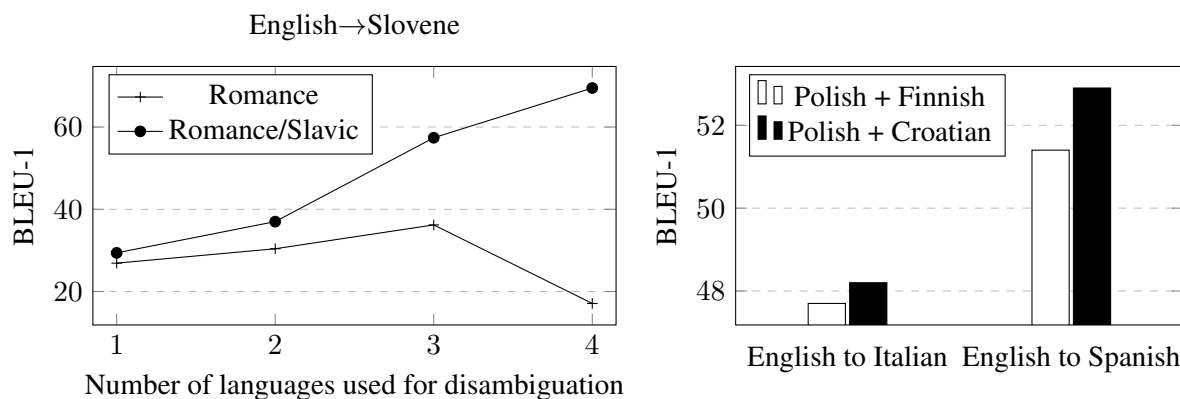 English→Slovene
Romance
Romance/Slavic
BLEU-1
60
40
20
1 2 3 4
Number of languages used for disambiguation
Polish + Finnish
Polish + Croatian
BLEU-1
52
50
48
English to Italian English to Spanish